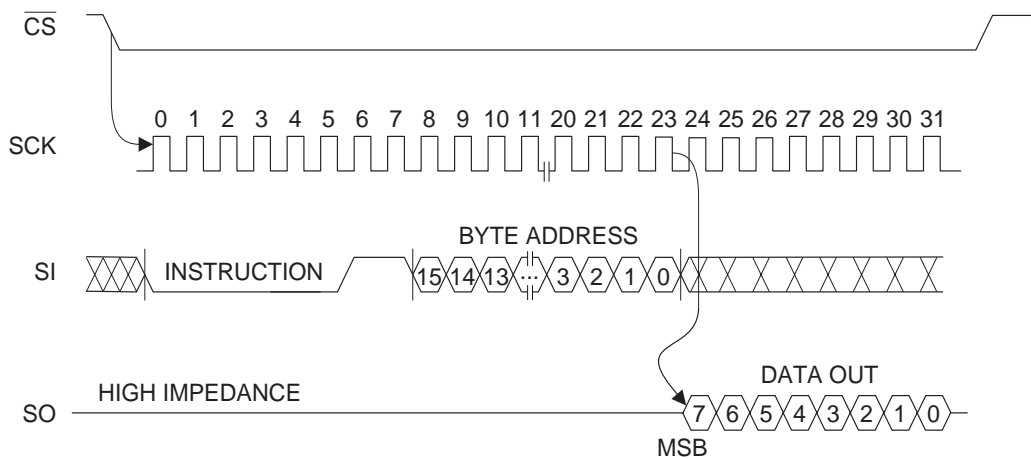 CS
0 1 2 3 4 5 6 7 8 9 10 11 20 21 22 23 24 25 26 27 28 29 30 31
SCK
BYTE ADDRESS
SI INSTRUCTION 15 14 13 ... 3 2 1 0
HIGH IMPEDANCE DATA OUT
SO 7 6 5 4 3 2 1 0
MSB